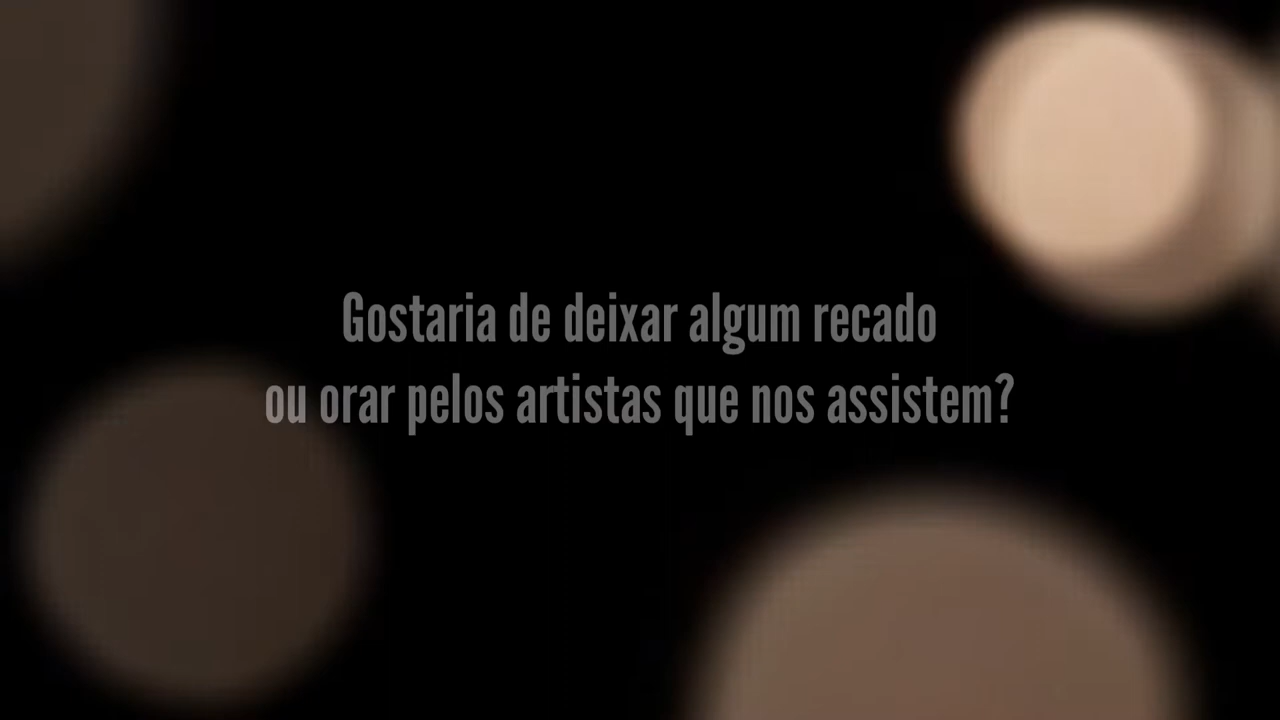 Gostaria de deixar algum recado
ou orar pelos artistas que nos assistem?